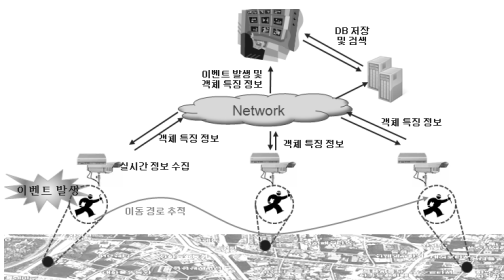 DB 저장
및 검색
이벤트 발생 및
객체 특징 정보
Network
객체 특징 정보
객체 특징 정보
객체 특징 정보
실시간 정보 수집
이벤트 발생
이동 경로 추적